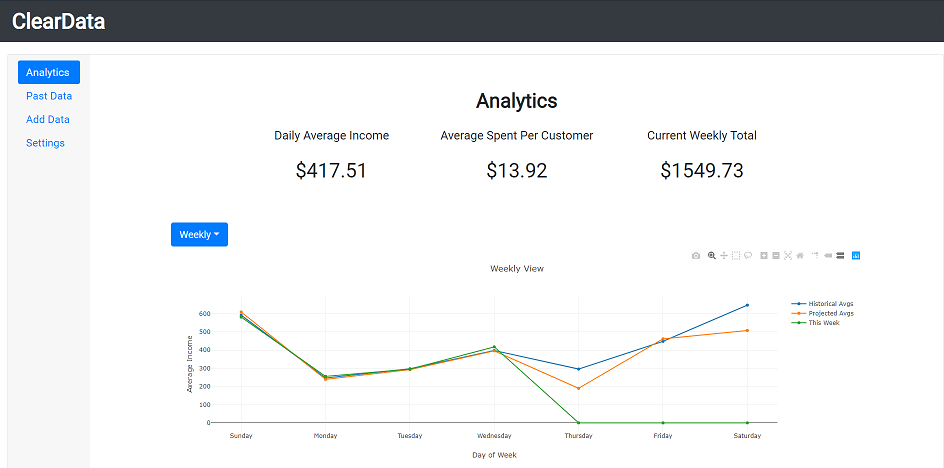 ClearData
Analytics
Past Data
Add Data
Settings
Analytics
Daily Average Income
$417.51
Average Spent Per Customer
$13.92
Current Weekly Total
$1549.73
Weekly
Weekly View
Historical Avgs
Projected Avgs
This Week
Average Income
600
500
400
300
200
100
0
Sunday Monday Tuesday Wednesday Thursday Friday Saturday
Day of Week